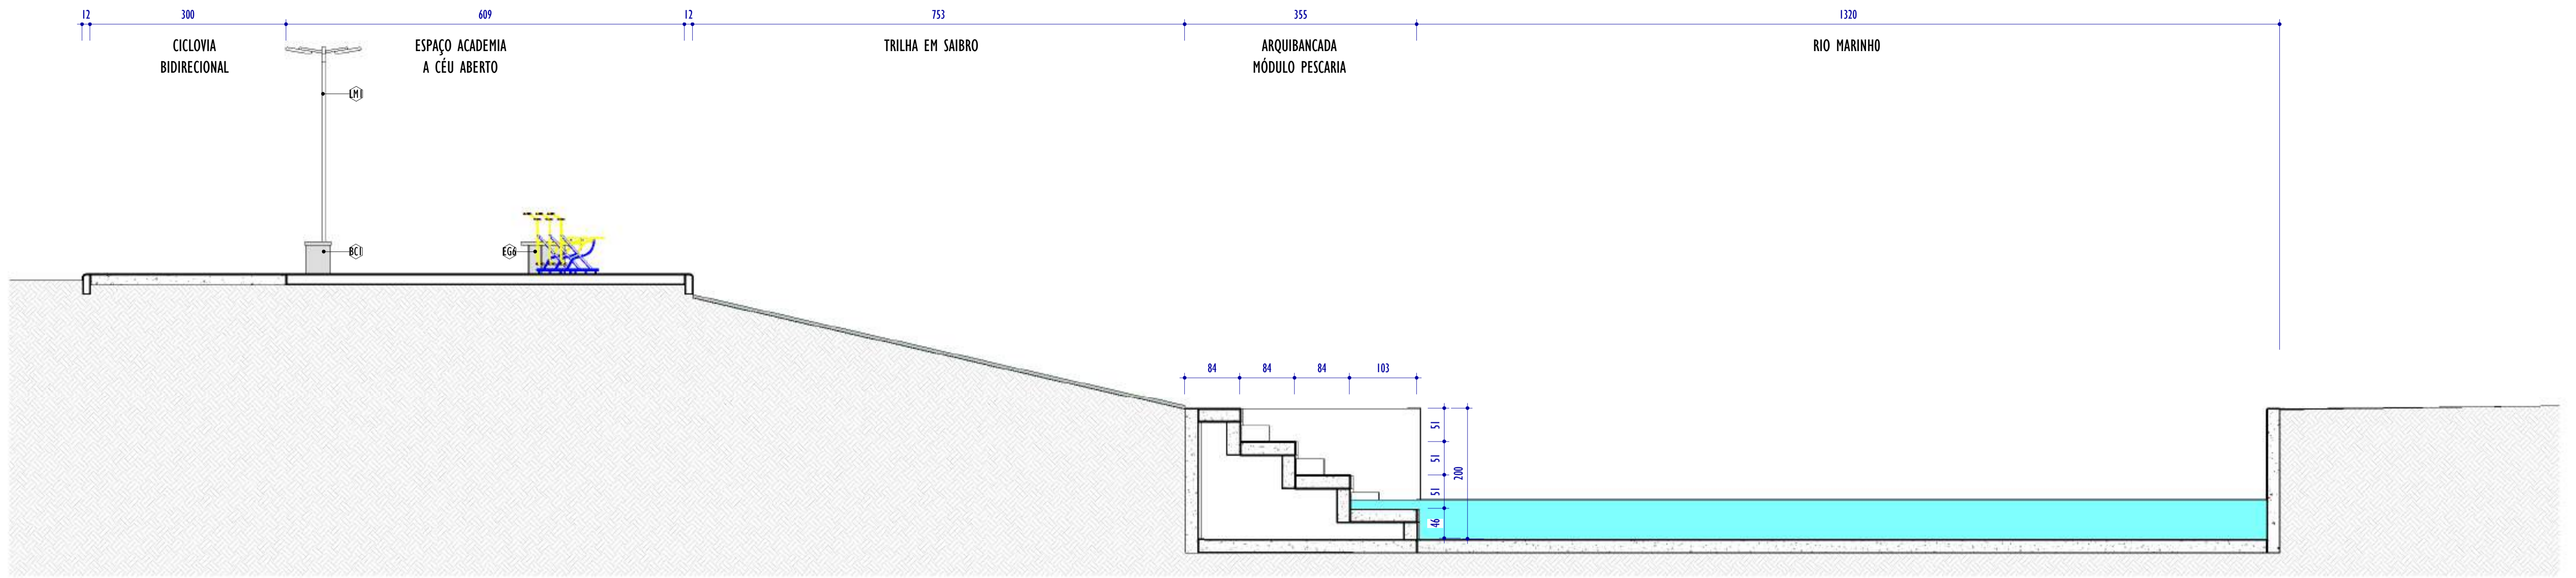 12 300 609 12 753 355 1320
CICLOVIA
BIDIRECIONAL
ESPAÇO ACADEMIA
A CÉU ABERTO
TRILHA EM SAIBRO
ARQUIBANCADA
MÓDULO PESCARIA
RIO MARINHO
LM1
BC1
EG6
84 84 84 103
51
51
51
46
200